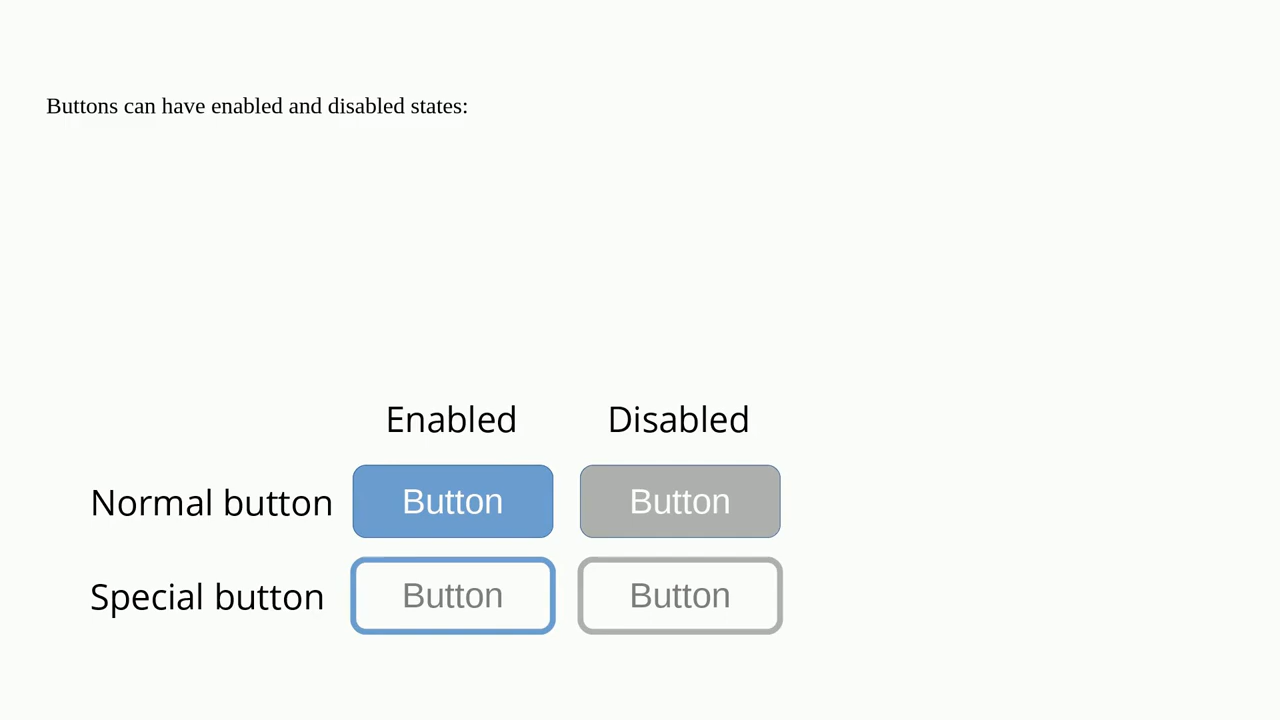 Buttons can have enabled and disabled states:
Enabled Disabled
Normal button Button Button
Special button Button Button